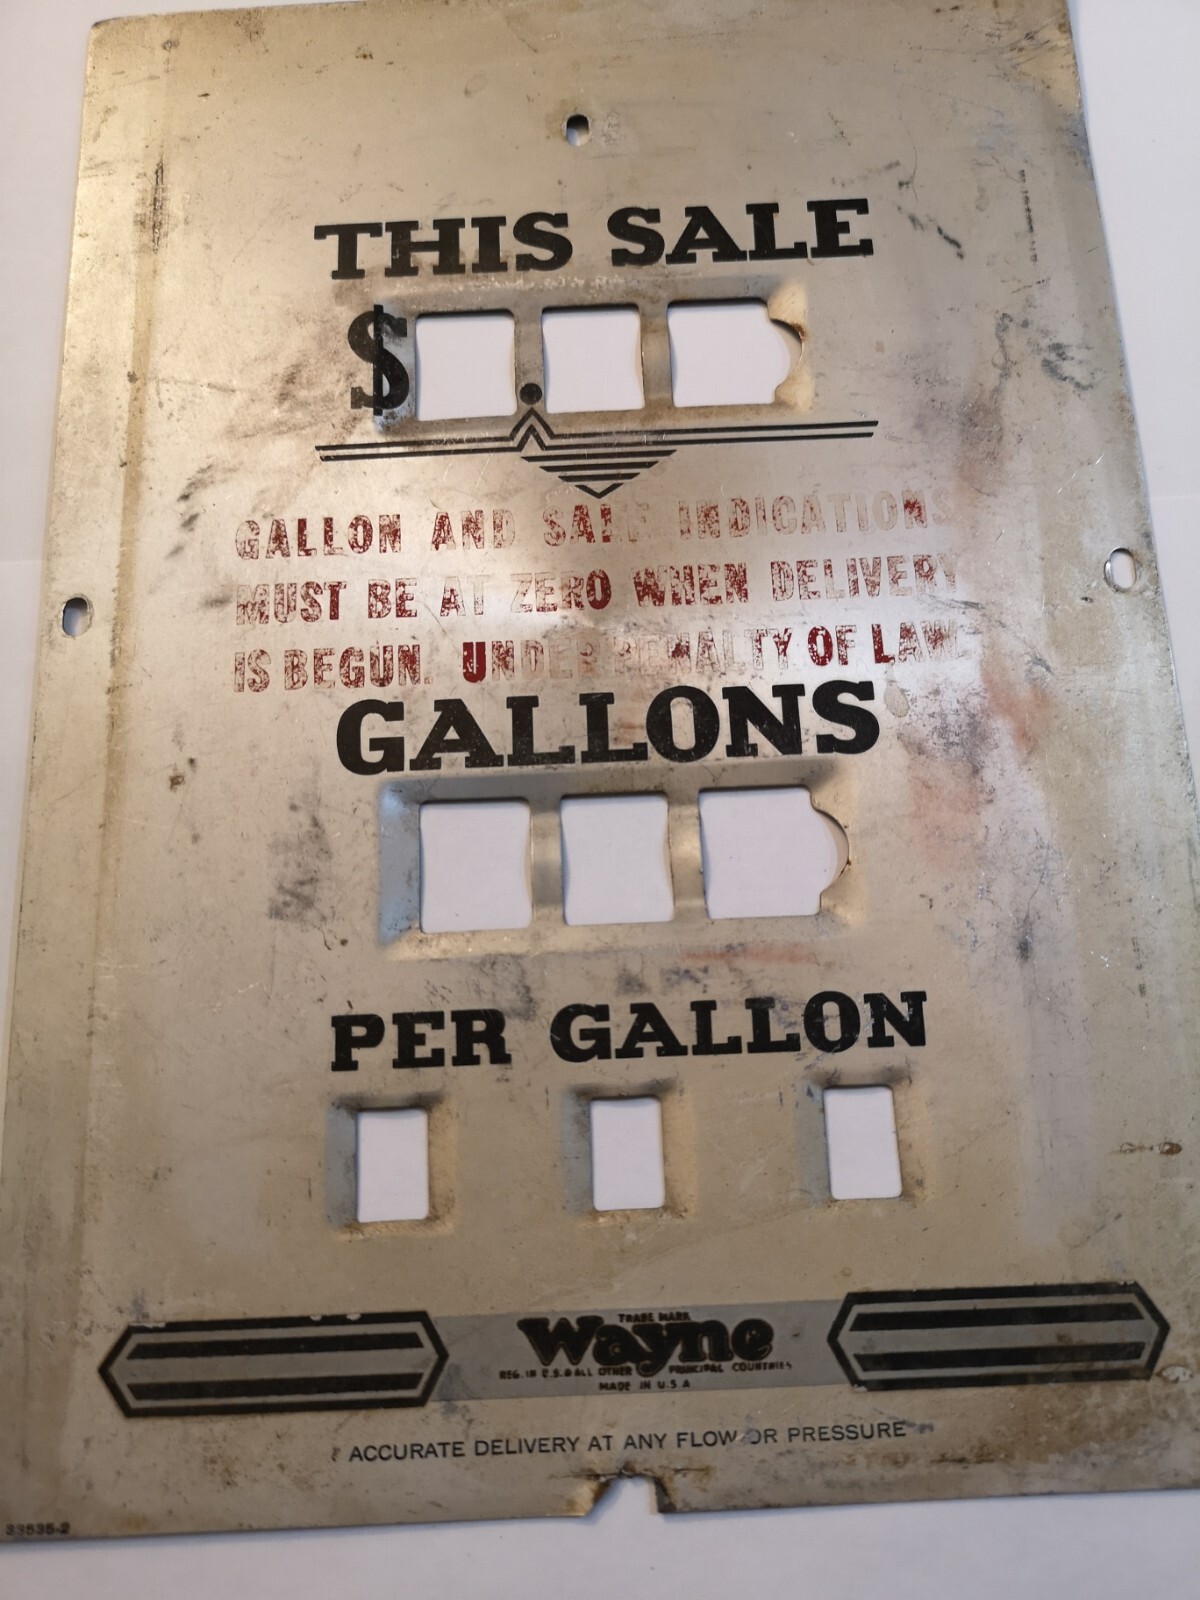 THIS SALE
$ .
GALLON AND SALE INDICATIONS
MUST BE AT ZERO WHEN DELIVERY
IS BEGUN. UNDER PENALTY OF LAW.
GALLONS
PER GALLON
TRADE MARK
Wayne
REG. IN U.S. & ALL OTHER PRINCIPAL COUNTRIES
MADE IN U.S.A
ACCURATE DELIVERY AT ANY FLOW OR PRESSURE
33535-2